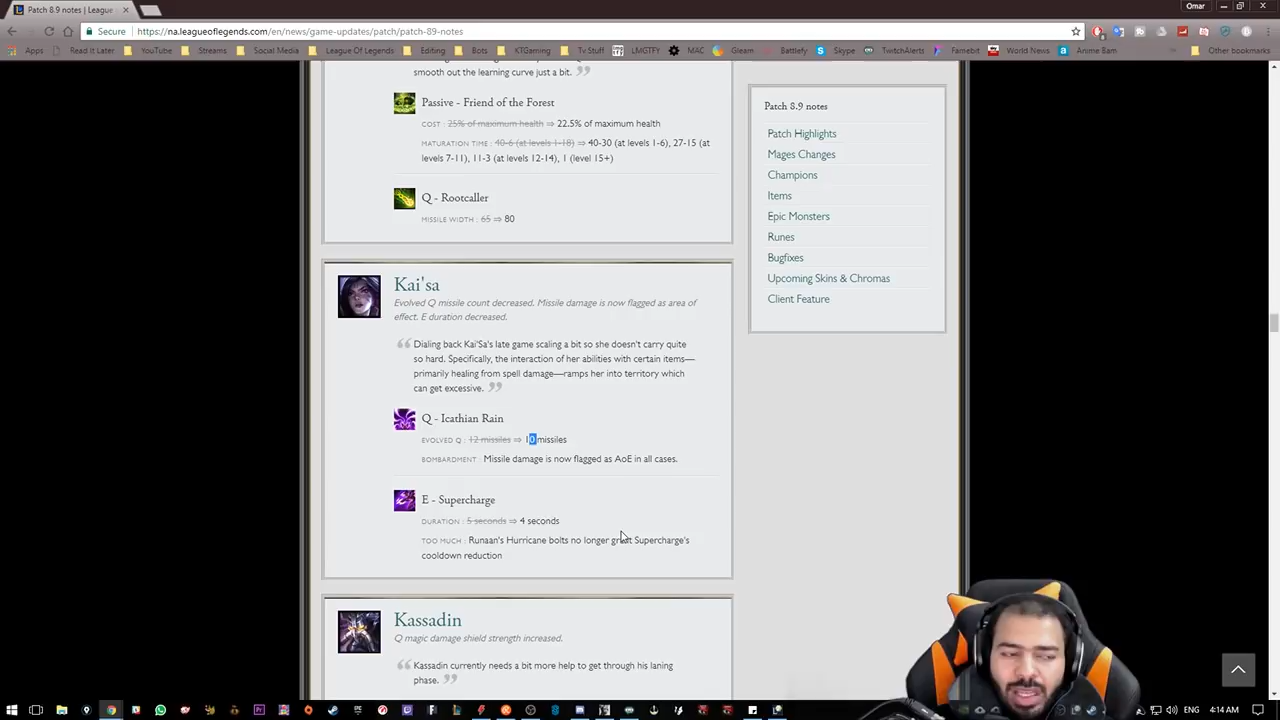 Patch 8.9 notes | League
Omar
Secure
https://na.leagueoflegends.com/en/news/game-updates/patch/patch-89-notes
Apps Read It Later YouTube Streams Social Media League Of Legends Editing Bots KTGaming Tv Stuff LMGTFY MAC Gleam Battlefy Skype TwitchAlerts Famebit World News Anime 8am » Other bookmarks
smooth out the learning curve just a bit.
Passive - Friend of the Forest
COST : 25% of maximum health ⇒ 22.5% of maximum health
MATURATION TIME : 40-6 (at levels 1-18) ⇒ 40-30 (at levels 1-6), 27-15 (at
levels 7-11), 11-3 (at levels 12-14), 1 (level 15+)
Q - Rootcaller
MISSILE WIDTH : 65 ⇒ 80
Kai'sa
Evolved Q missile count decreased. Missile damage is now flagged as area of
effect. E duration decreased.
Dialing back Kai'Sa's late game scaling a bit so she doesn't carry quite
so hard. Specifically, the interaction of her abilities with certain items—
primarily healing from spell damage—ramps her into territory which
can get excessive.
Q - Icathian Rain
EVOLVED Q : 12 missiles ⇒ 10 missiles
BOMBARDMENT : Missile damage is now flagged as AoE in all cases.
E - Supercharge
DURATION : 5 seconds ⇒ 4 seconds
TOO MUCH : Runaan's Hurricane bolts no longer grant Supercharge's
cooldown reduction
Kassadin
Q magic damage shield strength increased.
Kassadin currently needs a bit more help to get through his laning
phase.
Patch 8.9 notes
Patch Highlights
Mages Changes
Champions
Items
Epic Monsters
Runes
Bugfixes
Upcoming Skins & Chromas
Client Feature
ENG 4:14 AM